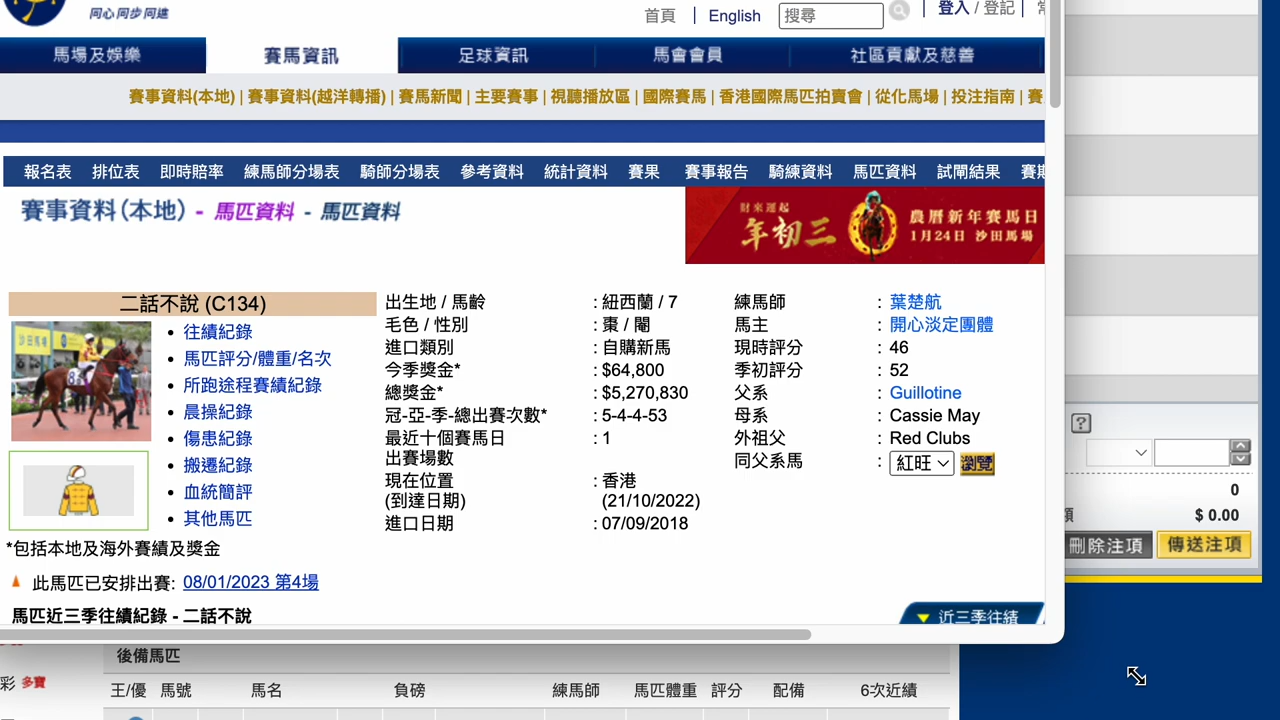 同心同步同進
首頁 | English 搜尋 | 登入 / 登記 |
馬場及娛樂 賽馬資訊 足球資訊 馬會會員 社區貢獻及慈善
賽事資料(本地) | 賽事資料(越洋轉播) | 賽馬新聞 | 主要賽事 | 視聽播放區 | 國際賽馬 | 香港國際馬匹拍賣會 | 從化馬場 | 投注指南 | 賽
報名表 排位表 即時賠率 練馬師分場表 騎師分場表 參考資料 統計資料 賽果 賽事報告 騎練資料 馬匹資料 試閘結果 賽期
賽事資料(本地) - 馬匹資料 - 馬匹資料
財來運起
年初三
農曆新年賽馬日
1月24日 沙田馬場
二話不說 (C134)
沙田馬場
8
往績紀錄
馬匹評分/體重/名次
所跑途程賽績紀錄
晨操紀錄
傷患紀錄
搬遷紀錄
血統簡評
其他馬匹
出生地 / 馬齡 : 紐西蘭 / 7
毛色 / 性別 : 棗 / 閹
進口類別 : 自購新馬
今季獎金* : $64,800
總獎金* : $5,270,830
冠-亞-季-總出賽次數* : 5-4-4-53
最近十個賽馬日 : 1
出賽場數
現在位置 : 香港
(到達日期) (21/10/2022)
進口日期 : 07/09/2018
練馬師 : 葉楚航
馬主 : 開心淡定團體
現時評分 : 46
季初評分 : 52
父系 : Guillotine
母系 : Cassie May
外祖父 : Red Clubs
同父系馬 : 紅旺 瀏覽
*包括本地及海外賽績及獎金
此馬匹已安排出賽: 08/01/2023 第4場
馬匹近三季往績紀錄 - 二話不說
近三季往績
?
0
$ 0.00
刪除注項 傳送注項
後備馬匹
彩 多寶
王/優 馬號 馬名 負磅 練馬師 馬匹體重 評分 配備 6次近績